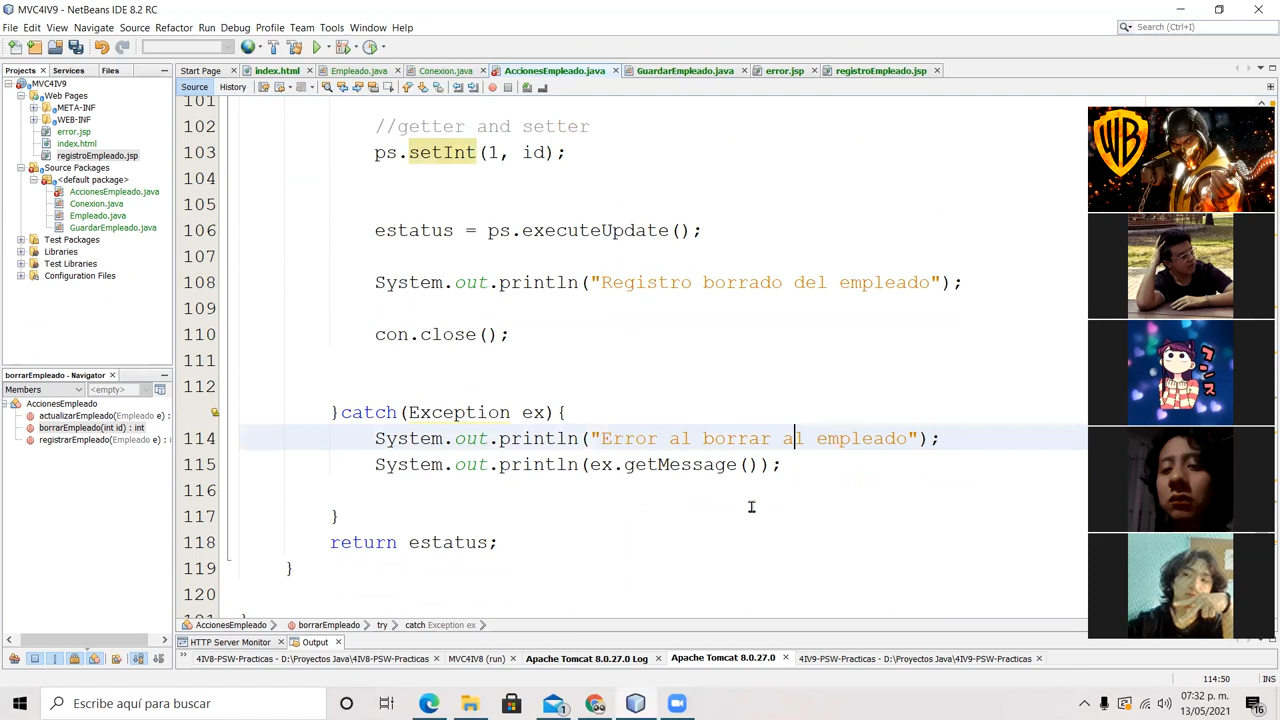 MVC4IV9 - NetBeans IDE 8.2 RC
File Edit View Navigate Source Refactor Run Debug Profile Team Tools Window Help
Search (Ctrl+I)
Projects Services Files
Start Page index.html Empleado.java Conexion.java AccionesEmpleado.java GuardarEmpleado.java error.jsp registroEmpleado.jsp
Source History
MVC4IV9
Web Pages
META-INF
WEB-INF
error.jsp
index.html
registroEmpleado.jsp
Source Packages
<default package>
AccionesEmpleado.java
Conexion.java
Empleado.java
GuardarEmpleado.java
Test Packages
Libraries
Test Libraries
Configuration Files
borrarEmpleado - Navigator
Members <empty>
AccionesEmpleado
actualizarEmpleado(Empleado e) :
borrarEmpleado(int id) : int
registrarEmpleado(Empleado e) :
101
102 //getter and setter
103 ps.setInt(1, id);
104
105
106 estatus = ps.executeUpdate();
107
108 System.out.println("Registro borrado del empleado");
109
110 con.close();
111
112
}catch(Exception ex){
114 System.out.println("Error al borrar al empleado");
115 System.out.println(ex.getMessage());
116
117 }
118 return estatus;
119 }
120
WB
フンス
AccionesEmpleado borrarEmpleado try catch Exception ex
HTTP Server Monitor Output
4IV8-PSW-Practicas - D:\Proyectos Java\4IV8-PSW-Practicas MVC4IV8 (run) Apache Tomcat 8.0.27.0 Log Apache Tomcat 8.0.27.0 4IV9-PSW-Practicas - D:\Proyectos Java\4IV9-PSW-Practicas
114:50 INS
Escribe aquí para buscar
1
07:32 p. m.
13/05/2021
16